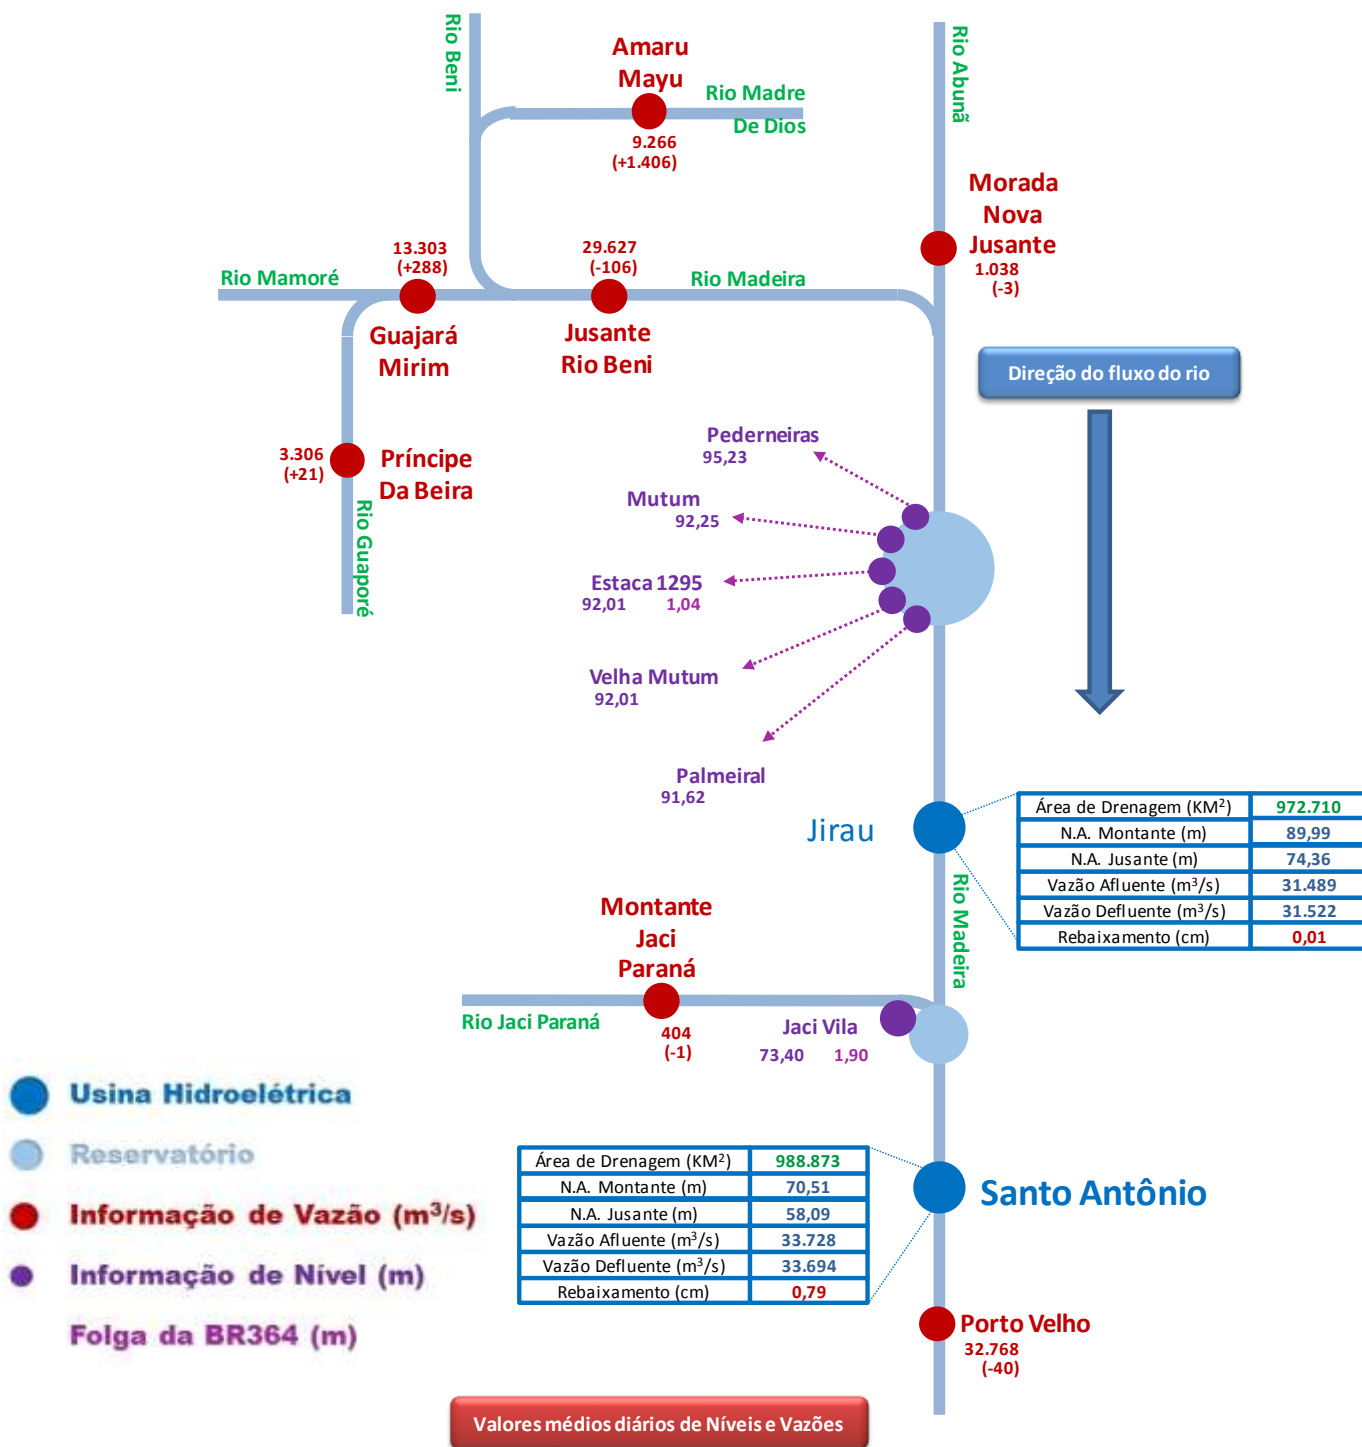 Rio Beni
Amaru
Mayu
Rio Madre
De Dios
9.266
(+1.406)
Rio Abunã
Morada
Nova
Jusante
1.038
(-3)
13.303
(+288)
29.627
(-106)
Rio Mamoré
Rio Madeira
Guajará
Mirim
Jusante
Rio Beni
Direção do fluxo do rio
3.306
(+21)
Príncipe
Da Beira
Rio Guaporé
Pederneiras
95,23
Mutum
92,25
Estaca 1295
92,01 1,04
Velha Mutum
92,01
Palmeiral
91,62
Jirau
Área de Drenagem (KM²) 972.710
N.A. Montante (m) 89,99
N.A. Jusante (m) 74,36
Vazão Afluente (m³/s) 31.489
Vazão Defluente (m³/s) 31.522
Rebaixamento (cm) 0,01
Rio Madeira
Montante
Jaci
Paraná
Rio Jaci Paraná
404
(-1)
Jaci Vila
73,40 1,90
Usina Hidroelétrica
Reservatório
Informação de Vazão (m³/s)
Informação de Nível (m)
Folga da BR364 (m)
Área de Drenagem (KM²) 988.873
N.A. Montante (m) 70,51
N.A. Jusante (m) 58,09
Vazão Afluente (m³/s) 33.728
Vazão Defluente (m³/s) 33.694
Rebaixamento (cm) 0,79
Santo Antônio
Porto Velho
32.768
(-40)
Valores médios diários de Níveis e Vazões